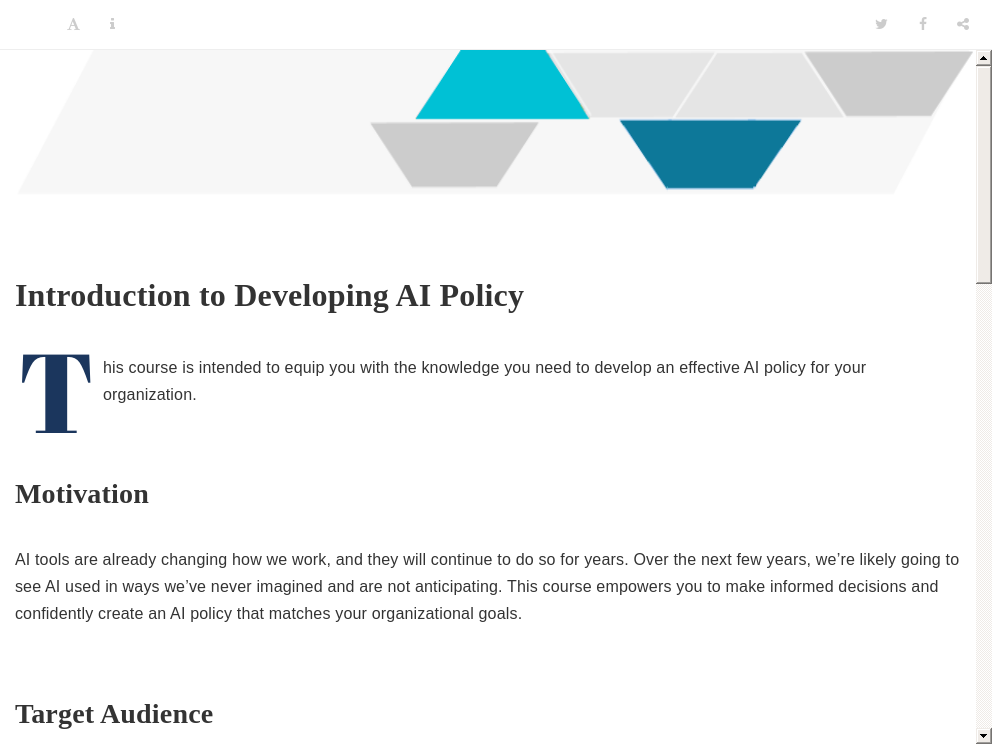 Introduction to Developing AI Policy
This course is intended to equip you with the knowledge you need to develop an effective AI policy for your
organization.
Motivation
AI tools are already changing how we work, and they will continue to do so for years. Over the next few years, we’re likely going to
see AI used in ways we’ve never imagined and are not anticipating. This course empowers you to make informed decisions and
confidently create an AI policy that matches your organizational goals.
Target Audience